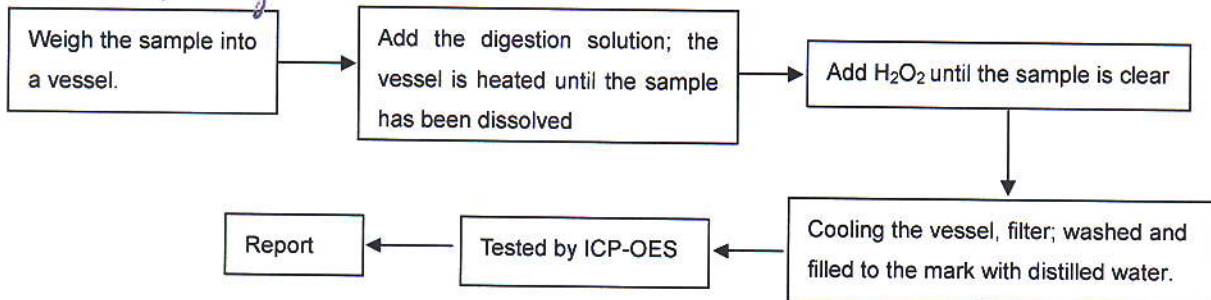 Weigh the sample into
a vessel.
Add the digestion solution; the
vessel is heated until the sample
has been dissolved
Add H₂O₂ until the sample is clear
Cooling the vessel, filter; washed and
filled to the mark with distilled water.
Tested by ICP-OES
Report